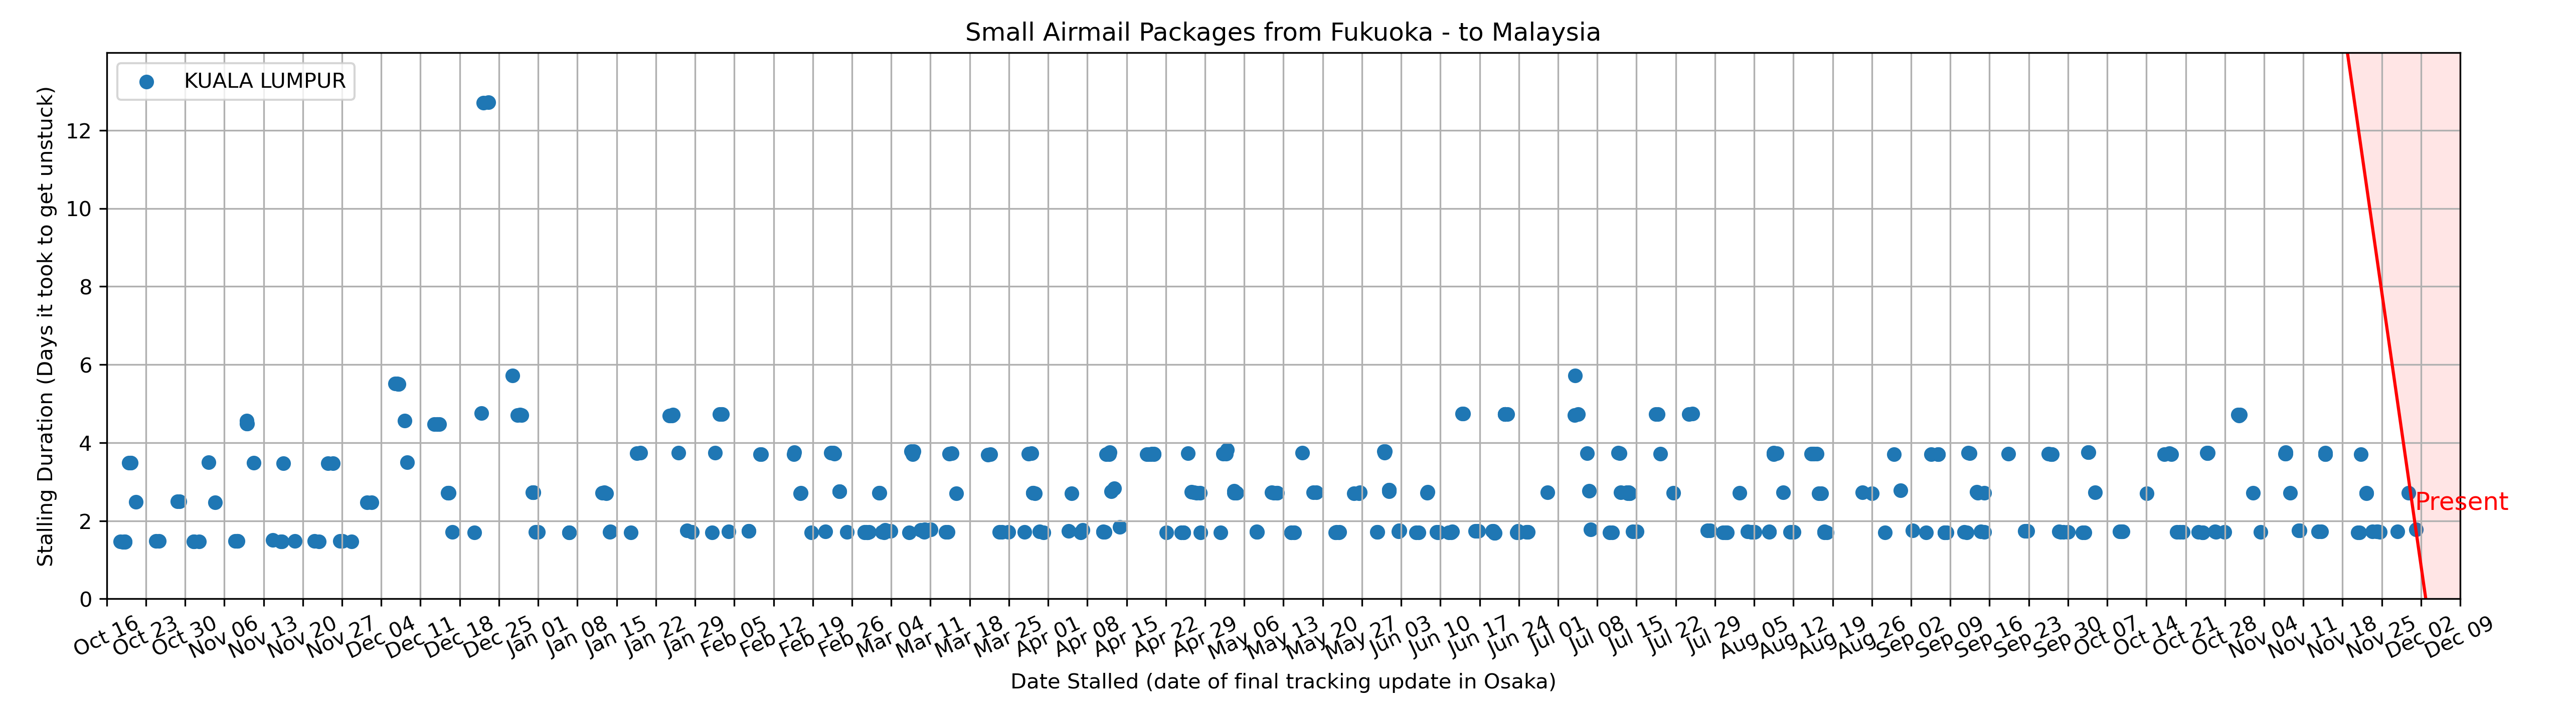 Small Airmail Packages from Fukuoka - to Malaysia
KUALA LUMPUR
Stalling Duration (Days it took to get unstuck)
12
10
8
6
4
2
0
Present
Oct 16 Oct 23 Oct 30 Nov 06 Nov 13 Nov 20 Nov 27 Dec 04 Dec 11 Dec 18 Dec 25 Jan 01 Jan 08 Jan 15 Jan 22 Jan 29 Feb 05 Feb 12 Feb 19 Feb 26 Mar 04 Mar 11 Mar 18 Mar 25 Apr 01 Apr 08 Apr 15 Apr 22 Apr 29 May 06 May 13 May 20 May 27 Jun 03 Jun 10 Jun 17 Jun 24 Jul 01 Jul 08 Jul 15 Jul 22 Jul 29 Aug 05 Aug 12 Aug 19 Aug 26 Sep 02 Sep 09 Sep 16 Sep 23 Sep 30 Oct 07 Oct 14 Oct 21 Oct 28 Nov 04 Nov 11 Nov 18 Nov 25 Dec 02 Dec 09
Date Stalled (date of final tracking update in Osaka)